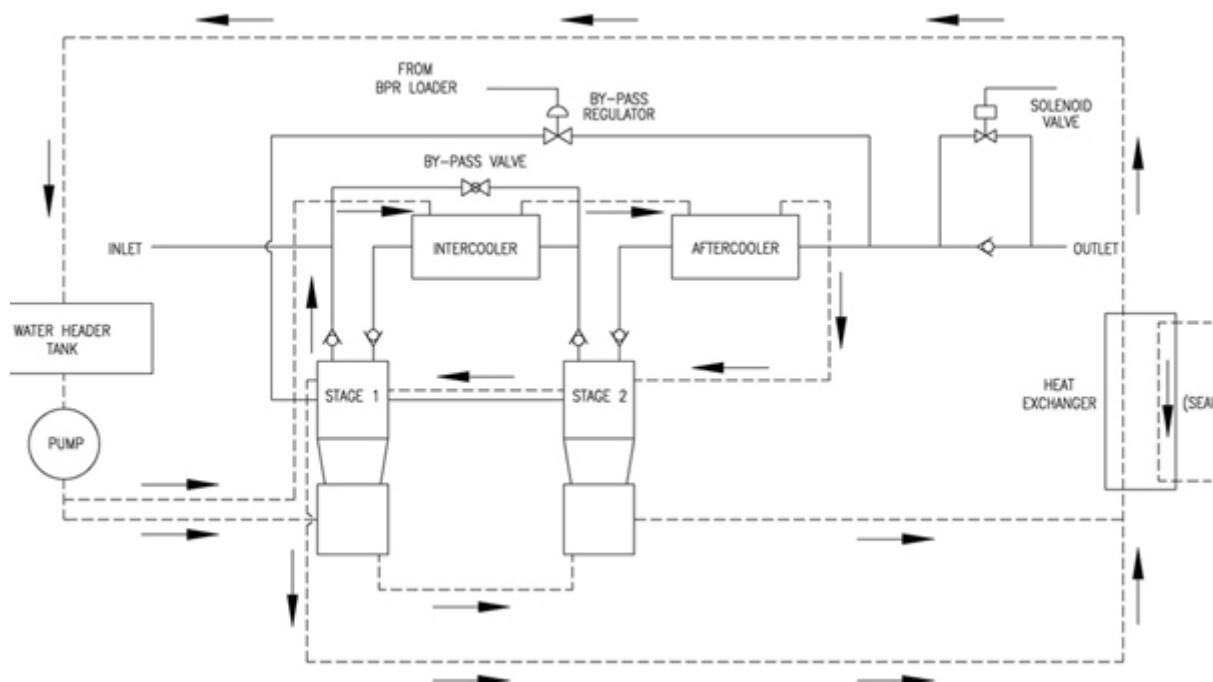 FROM
BPR LOADER
BY-PASS
REGULATOR
SOLENOID
VALVE
BY-PASS VALVE
INLET
INTERCOOLER
AFTERCOOLER
OUTLET
WATER HEADER
TANK
STAGE 1
STAGE 2
HEAT
EXCHANGER
PUMP